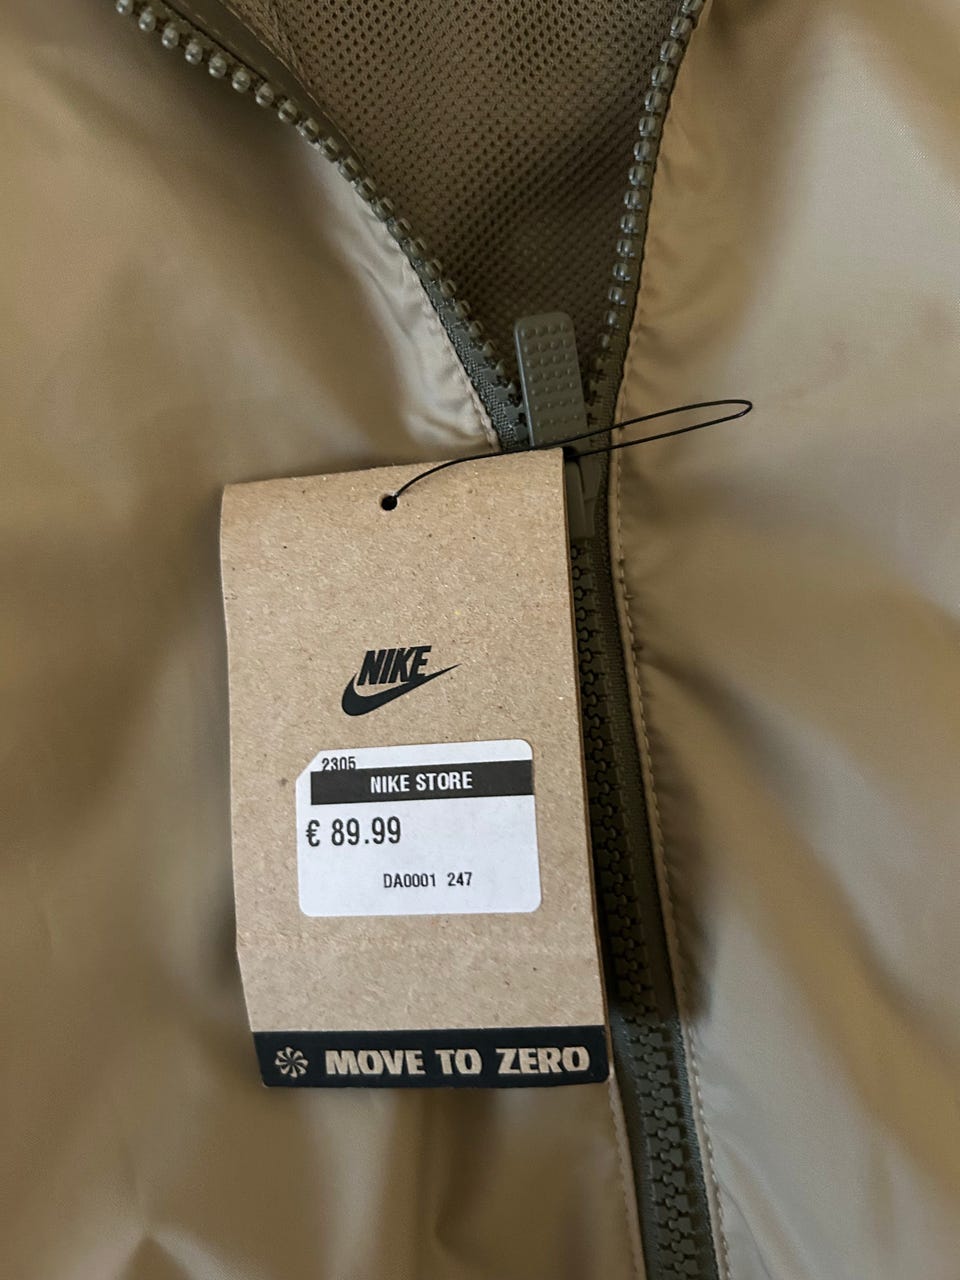 NIKE
2305
NIKE STORE
€ 89.99
DA0001 247
MOVE TO ZERO